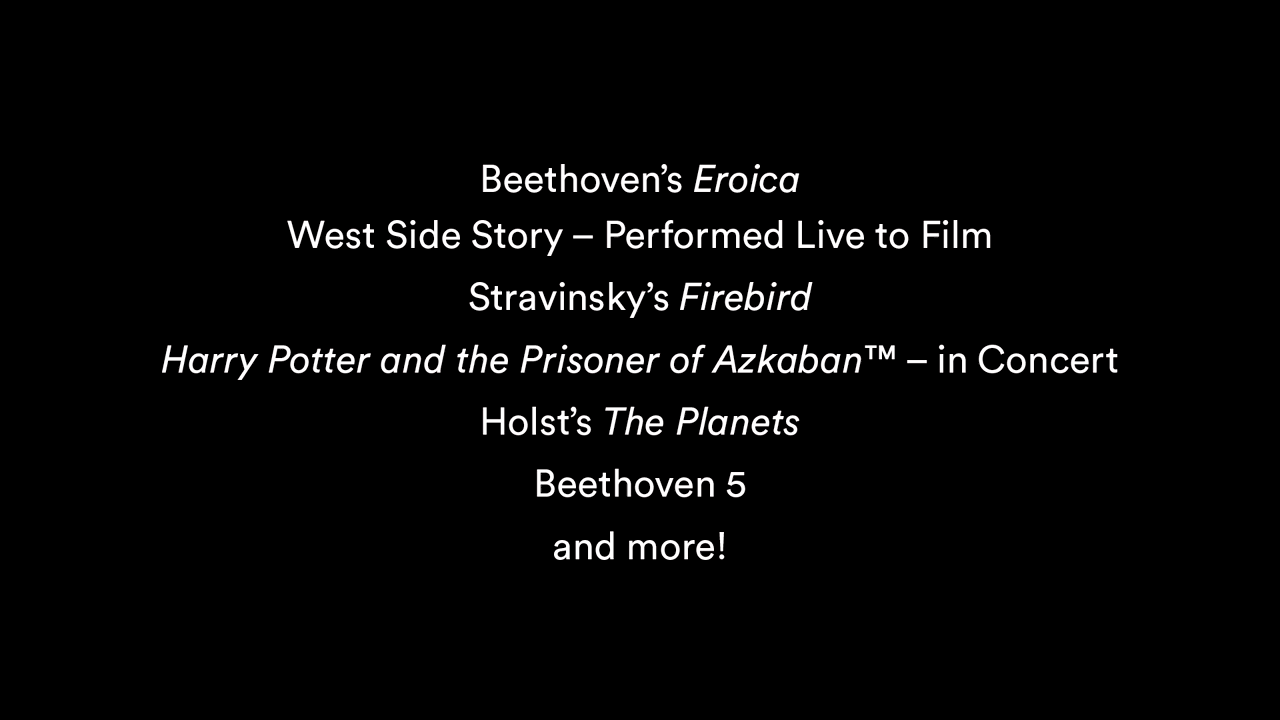 Beethoven’s Eroica
West Side Story – Performed Live to Film
Stravinsky’s Firebird
Harry Potter and the Prisoner of Azkaban™ – in Concert
Holst’s The Planets
Beethoven 5
and more!